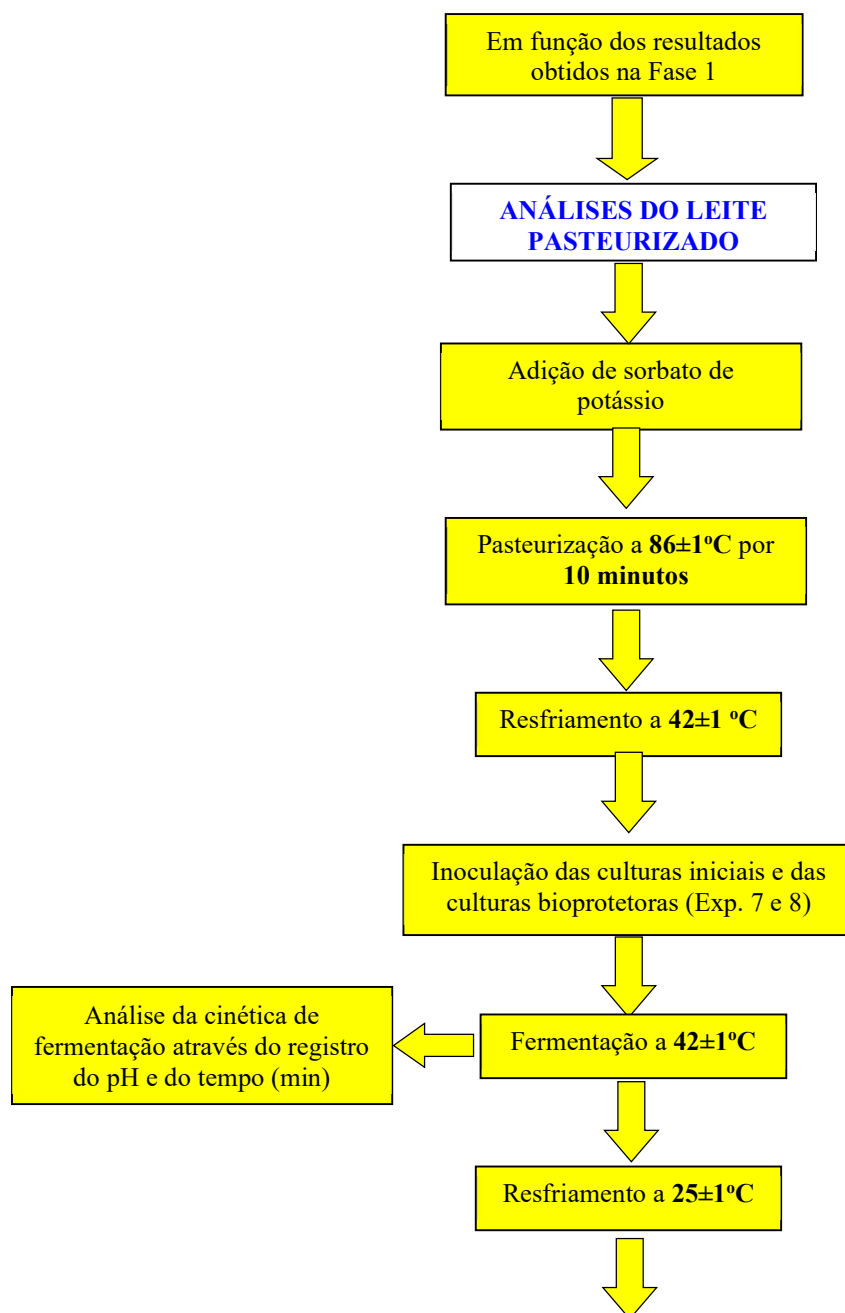 Em função dos resultados
obtidos na Fase 1
ANÁLISES DO LEITE
PASTEURIZADO
Adição de sorbato de
potássio
Pasteurização a 86±1ºC por
10 minutos
Resfriamento a 42±1 ºC
Inoculação das culturas iniciais e das
culturas bioprotetoras (Exp. 7 e 8)
Análise da cinética de
fermentação através do registro
do pH e do tempo (min)
Fermentação a 42±1ºC
Resfriamento a 25±1ºC